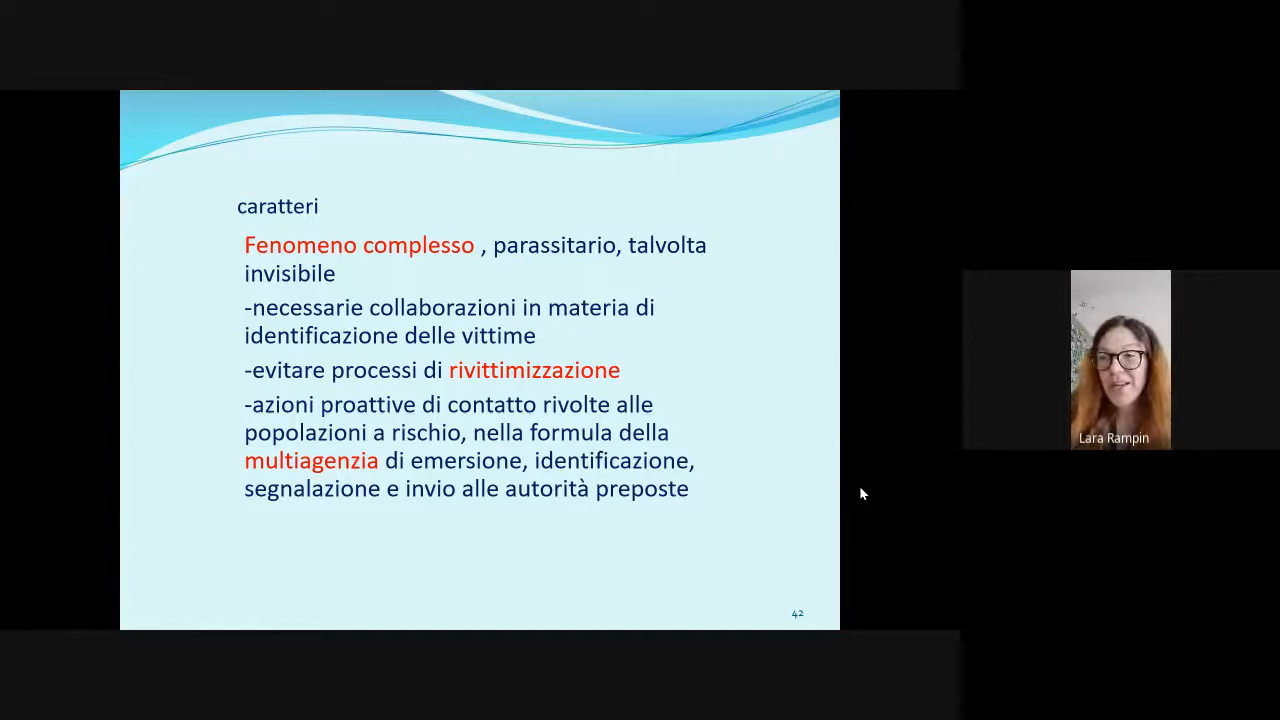 caratteri
Fenomeno complesso , parassitario, talvolta
invisibile
-necessarie collaborazioni in materia di
identificazione delle vittime
-evitare processi di rivittimizzazione
-azioni proattive di contatto rivolte alle
popolazioni a rischio, nella formula della
multiagenzia di emersione, identificazione,
segnalazione e invio alle autorità preposte
42
Lara Rampin